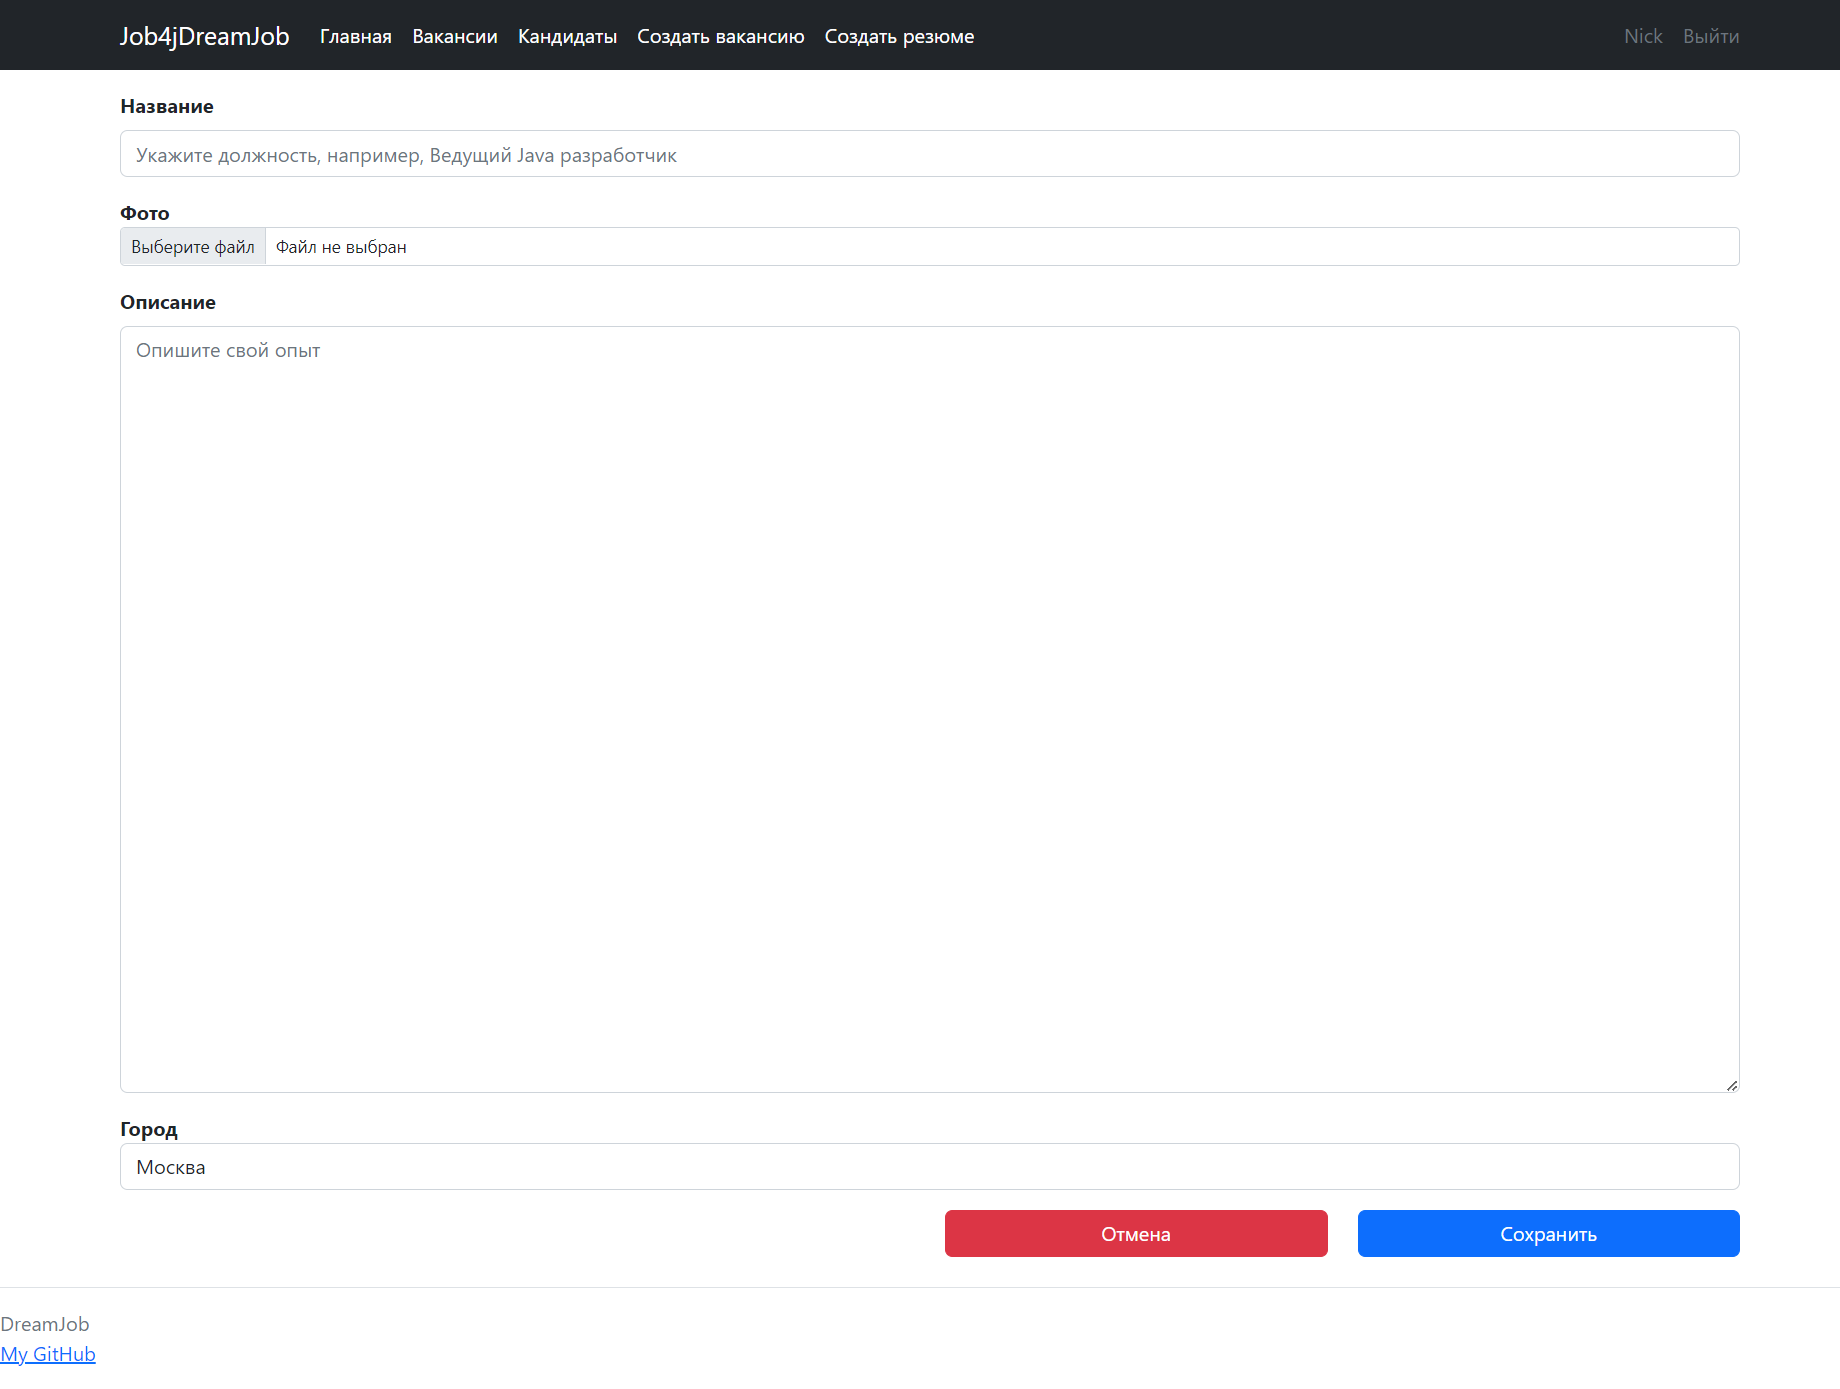 Job4jDreamJob Главная Вакансии Кандидаты Создать вакансию Создать резюме Nick Выйти
Название
Укажите должность, например, Ведущий Java разработчик
Фото
Выберите файл Файл не выбран
Описание
Опишите свой опыт
Город
Москва
Отмена Сохранить
DreamJob
My GitHub